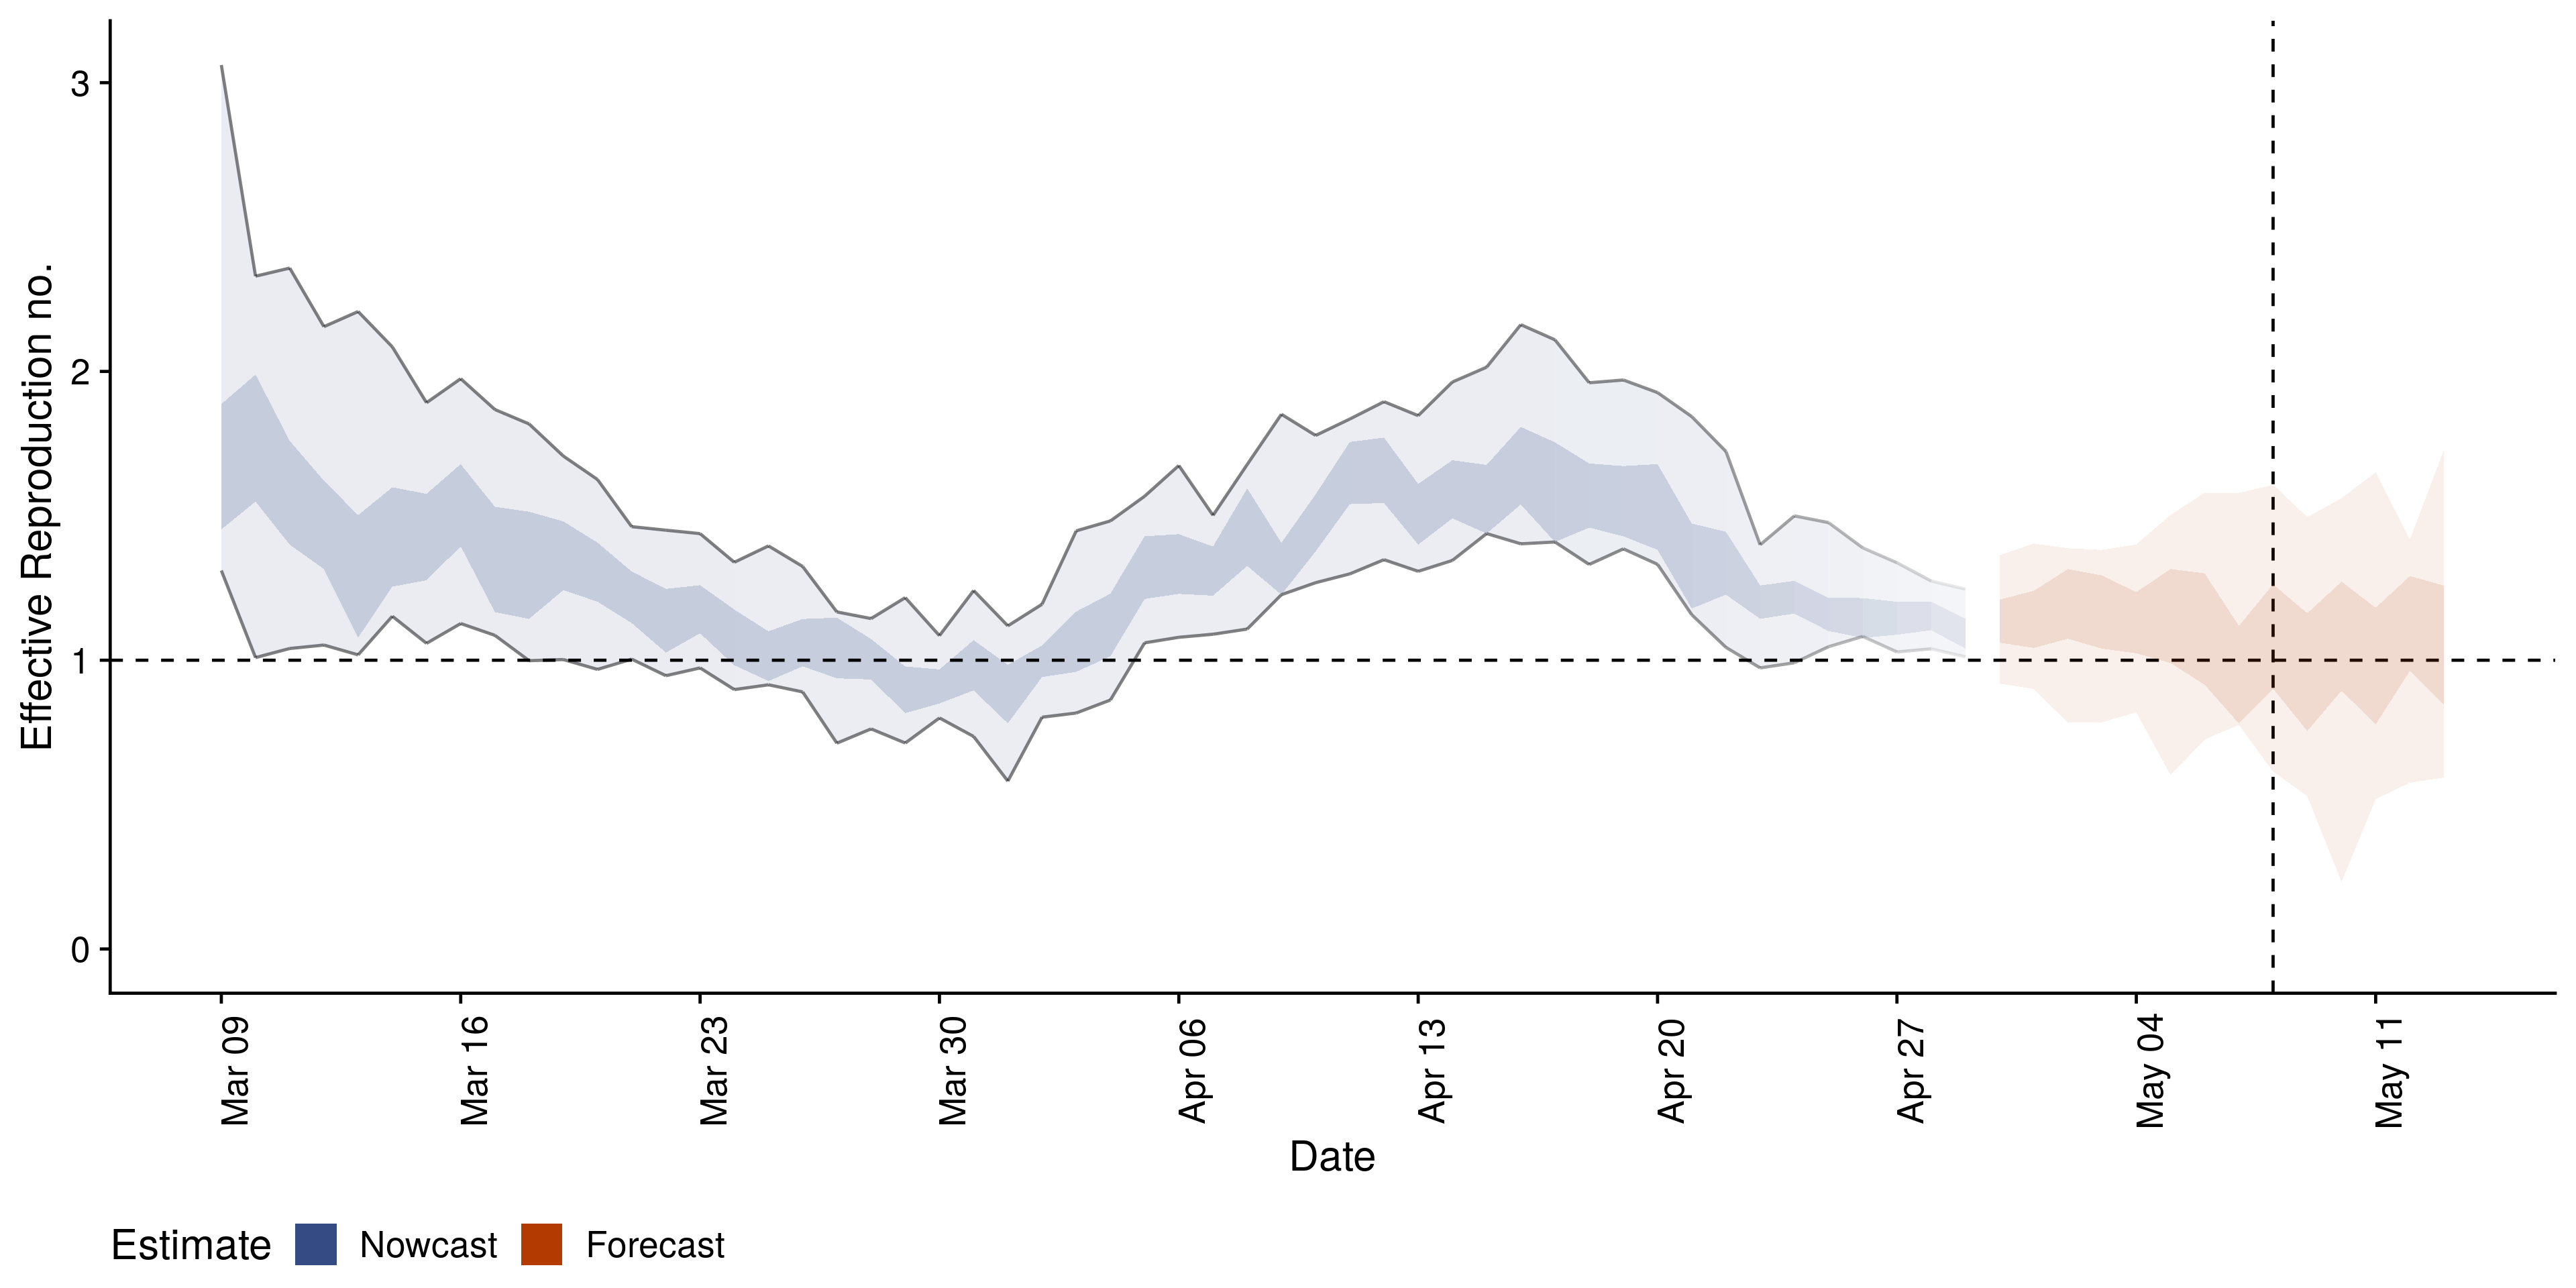 Effective Reproduction no.
3
2
1
0
Mar 09
Mar 16
Mar 23
Mar 30
Apr 06
Apr 13
Apr 20
Apr 27
May 04
May 11
Date
Estimate Nowcast Forecast